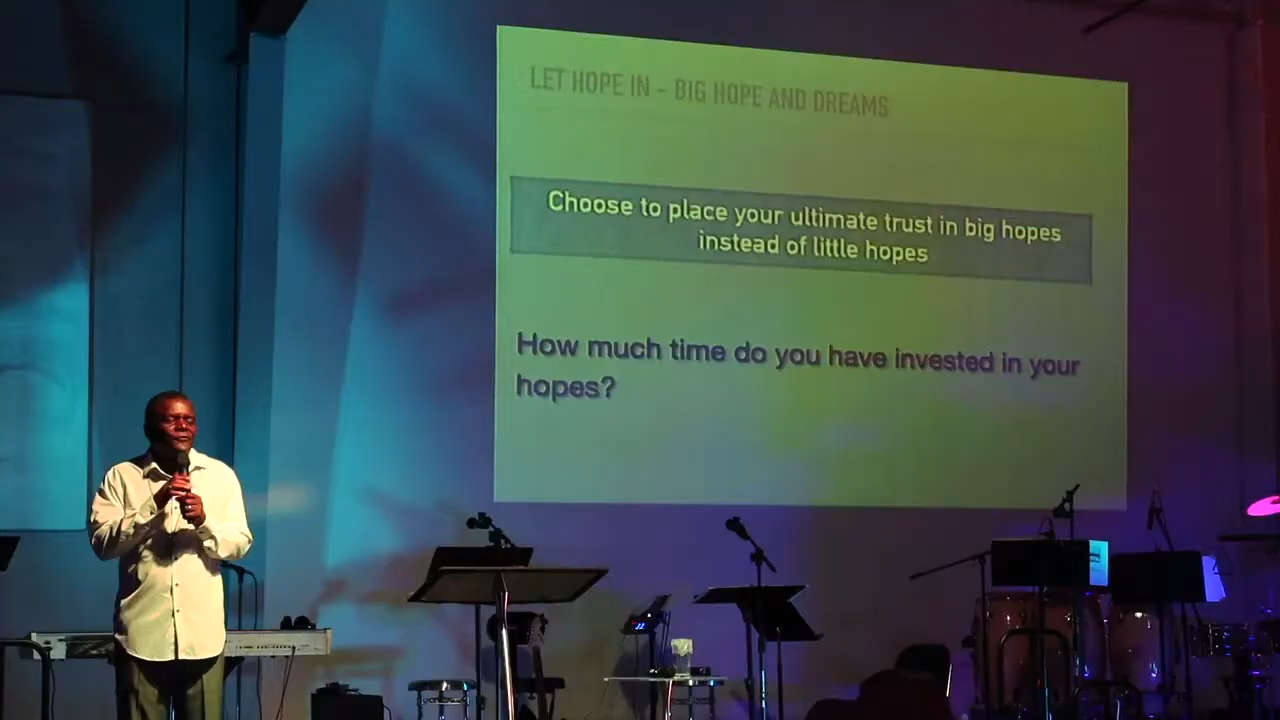 LET HOPE IN - BIG HOPE AND DREAMS
Choose to place your ultimate trust in big hopes
instead of little hopes
How much time do you have invested in your
hopes?